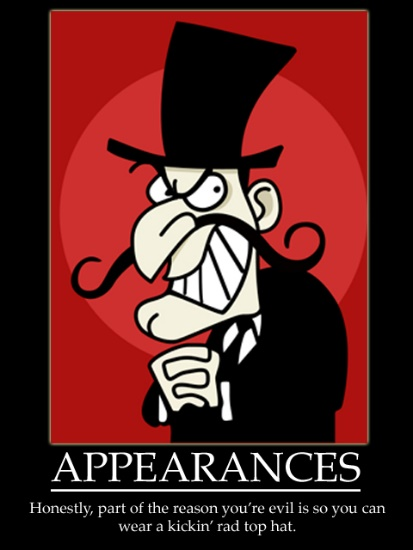 APPEARANCES
Honestly, part of the reason you're evil is so you can
wear a kickin' rad top hat.